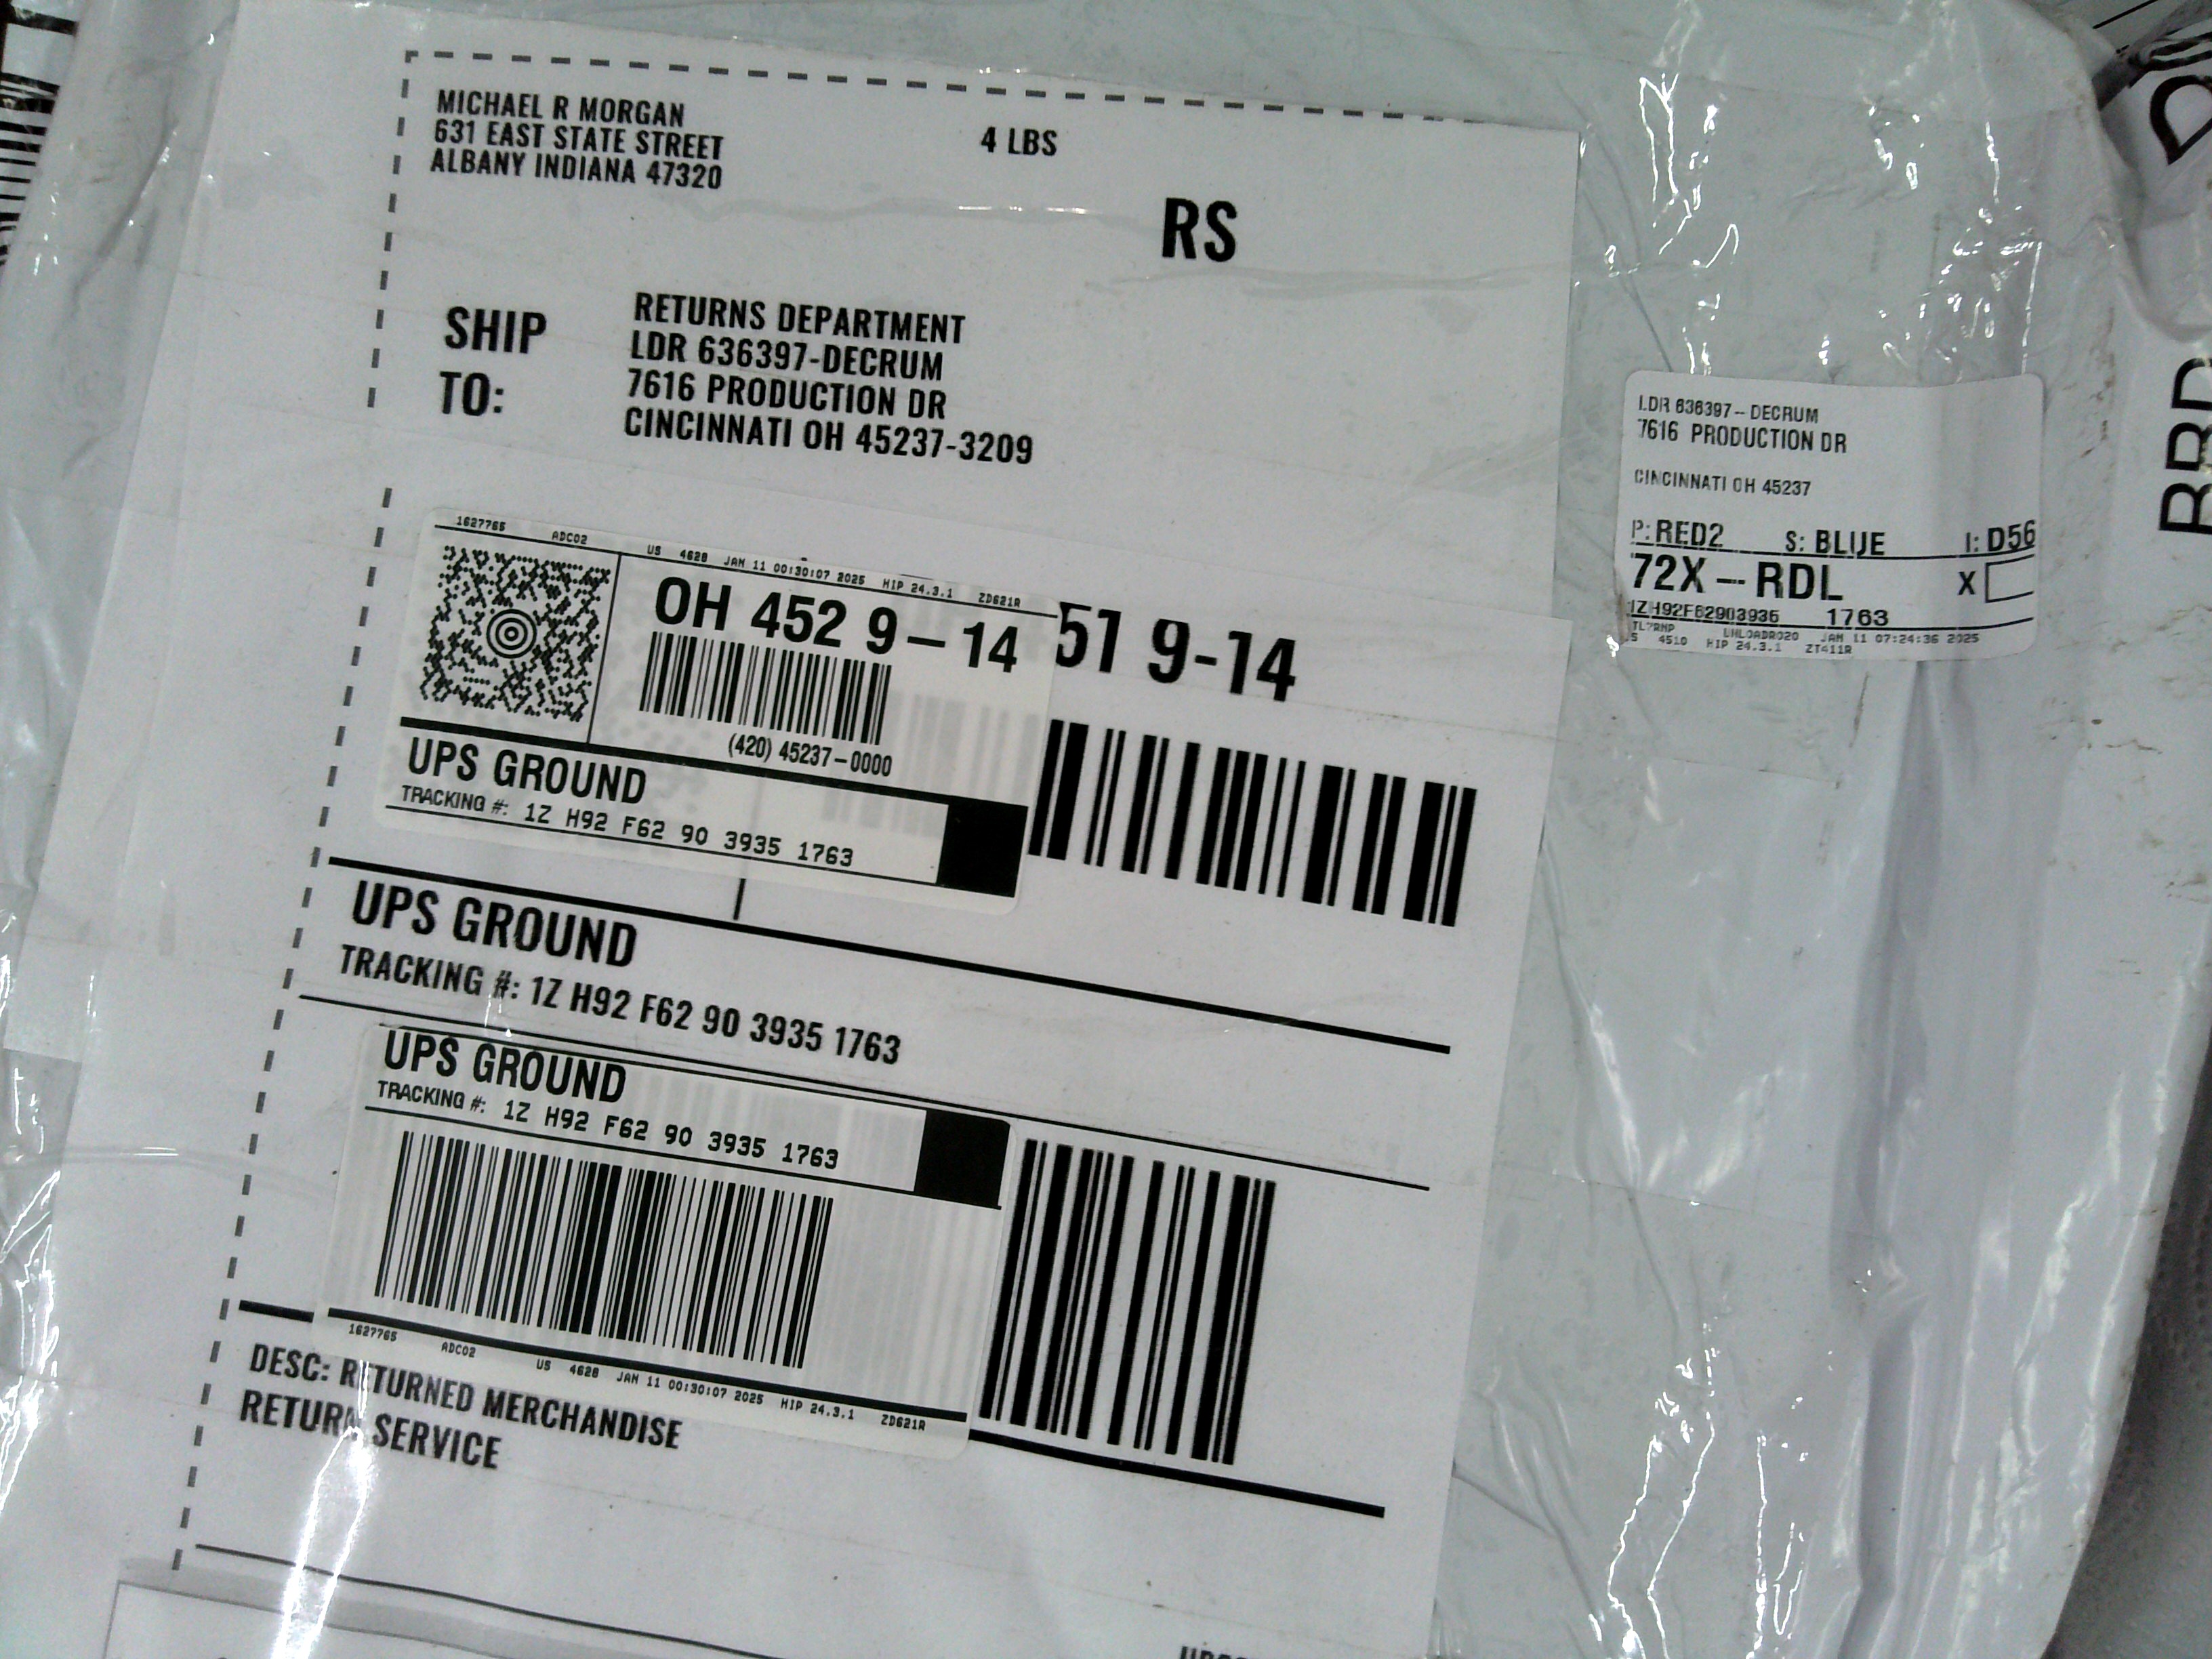 MICHAEL R MORGAN
631 EAST STATE STREET
ALBANY INDIANA 47320
4 LBS
RS
SHIP TO:
RETURNS DEPARTMENT
LDR 636397-DECRUM
7616 PRODUCTION DR
CINCINNATI OH 45237-3209
1627765 ADC02 US 4628 JAN 11 00:30:07 2025 HIP 24.3.1 ZD621R
OH 452 9-14
51 9-14
(420) 45237-0000
UPS GROUND
TRACKING #: 1Z H92 F62 90 3935 1763
UPS GROUND
TRACKING #: 1Z H92 F62 90 3935 1763
UPS GROUND
TRACKING #: 1Z H92 F62 90 3935 1763
1627765 ADC02 US 4628 JAN 11 00:30:07 2025 HIP 24.3.1 ZD621R
DESC: RETURNED MERCHANDISE
RETURN SERVICE
LDR 636397-DECRUM
7616 PRODUCTION DR
CINCINNATI OH 45237
P: RED2 S: BLUE I: D56
72X-RDL X
1ZH92F62903935 1763
4510 HIP 24.3.1 ZT411R JAN 11 07:24:36 2025